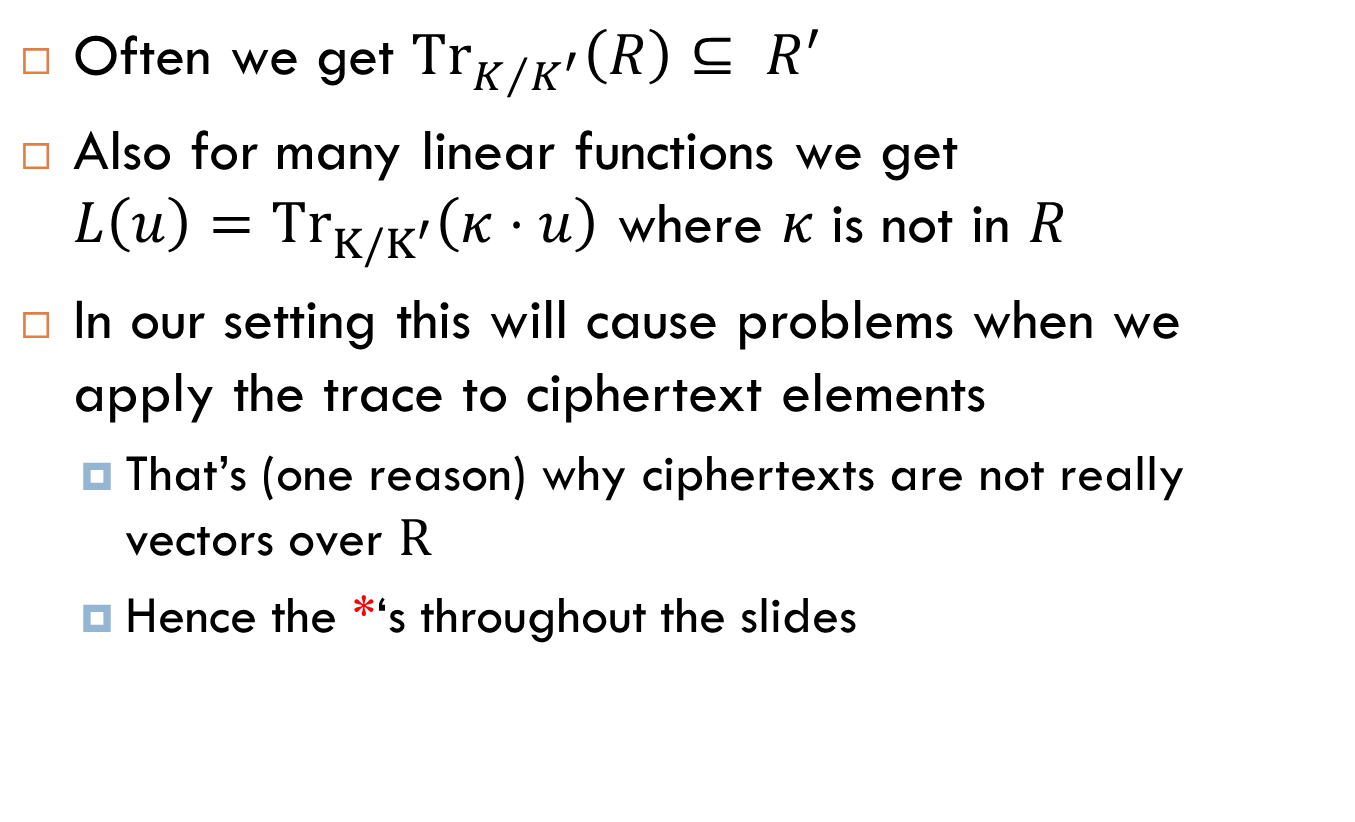 Often we get Tr_{K/K′}(R) ⊆ R′
Also for many linear functions we get
L(u) = Tr_{K/K′}(κ · u) where κ is not in R
In our setting this will cause problems when we
apply the trace to ciphertext elements
That’s (one reason) why ciphertexts are not really
vectors over R
Hence the *‘s throughout the slides